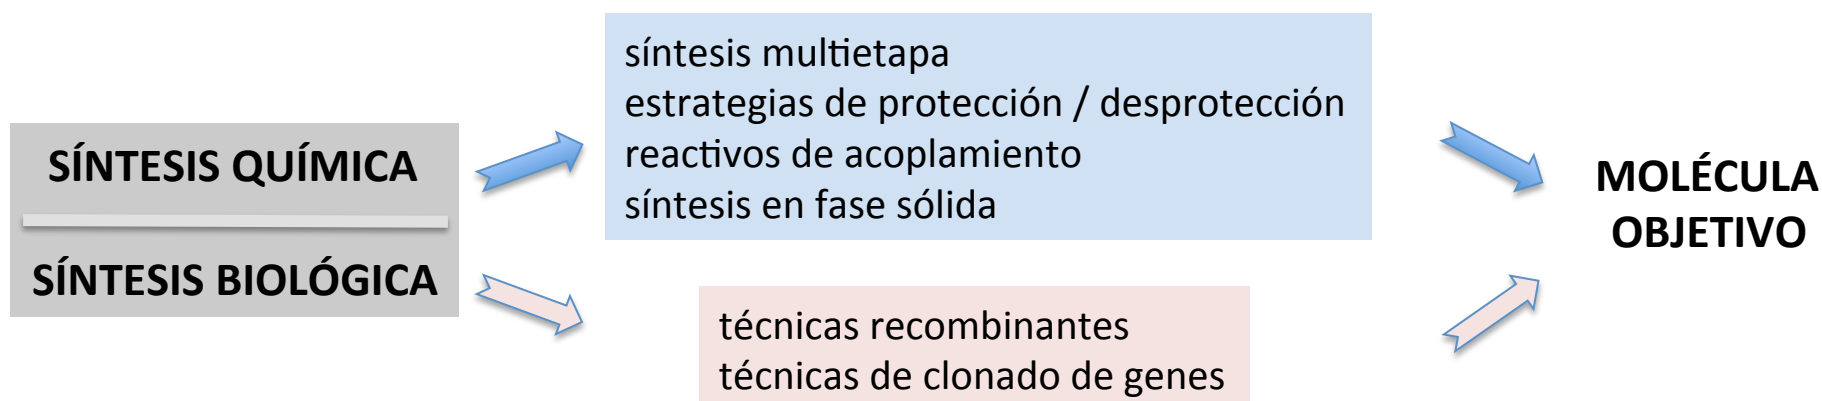 SÍNTESIS QUÍMICA
SÍNTESIS BIOLÓGICA
síntesis multietapa
estrategias de protección / desprotección
reactivos de acoplamiento
síntesis en fase sólida
técnicas recombinantes
técnicas de clonado de genes
MOLÉCULA
OBJETIVO